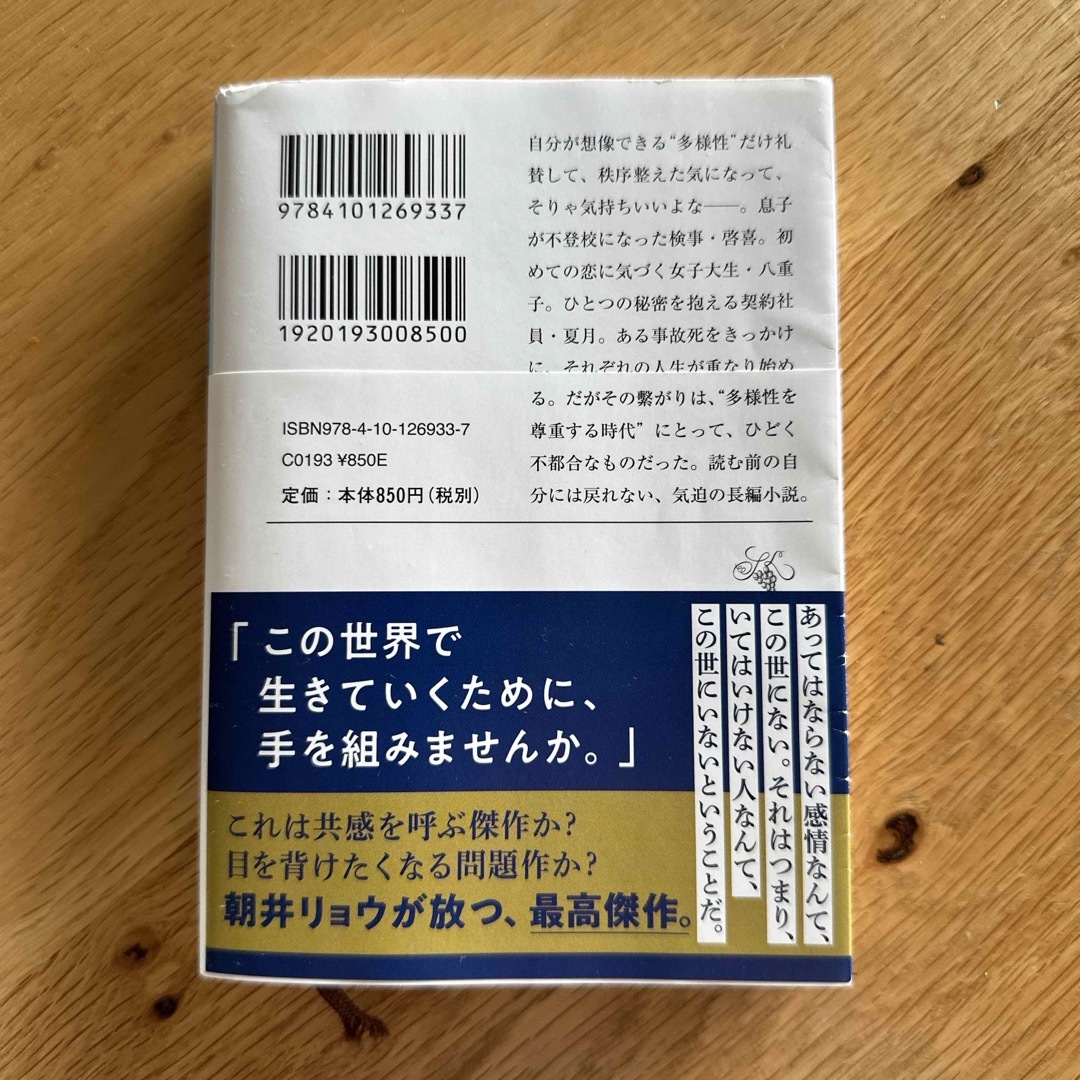 9784101269337
1920193008500
ISBN978-4-10-126933-7
C0193 ¥850E
定価：本体850円（税別）
自分が想像できる“多様性”だけ礼
賛して、秩序整えた気になって、
そりゃ気持ちいいよな――。息子
が不登校になった検事・啓喜。初
めての恋に気づく女子大生・八重
子。ひとつの秘密を抱える契約社
員・夏月。ある事故死をきっかけ
に、それぞれの人生が重なり始め
る。だがその繫がりは、“多様性を
尊重する時代”にとって、ひどく
不都合なものだった。読む前の自
分には戻れない、気迫の長編小説。
あってはならない感情なんて、
この世にない。それはつまり、
いてはいけない人なんて、
この世にいないということだ。
「この世界で
生きていくために、
手を組みませんか。」
これは共感を呼ぶ傑作か？
目を背けたくなる問題作か？
朝井リョウが放つ、最高傑作。